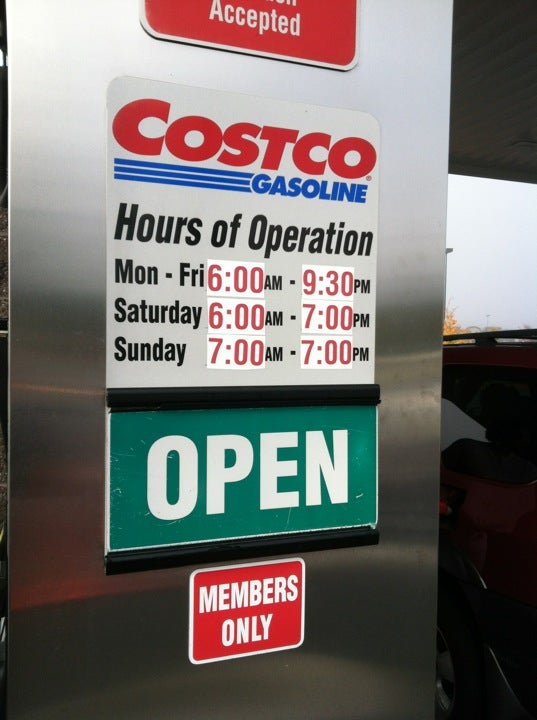 Accepted
COSTCO
GASOLINE
Hours of Operation
Mon - Fri 6:00AM - 9:30PM
Saturday 6:00AM - 7:00PM
Sunday 7:00AM - 7:00PM
OPEN
MEMBERS
ONLY